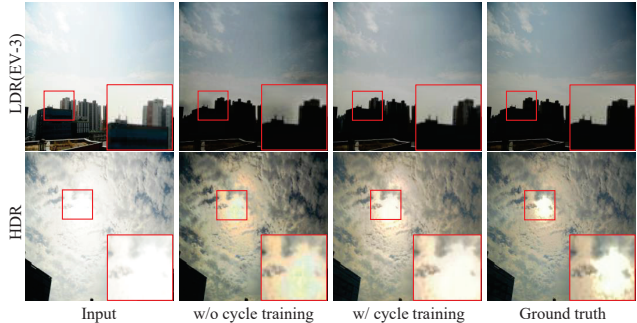 LDR(EV-3)
HDR
Input
w/o cycle training
w/ cycle training
Ground truth